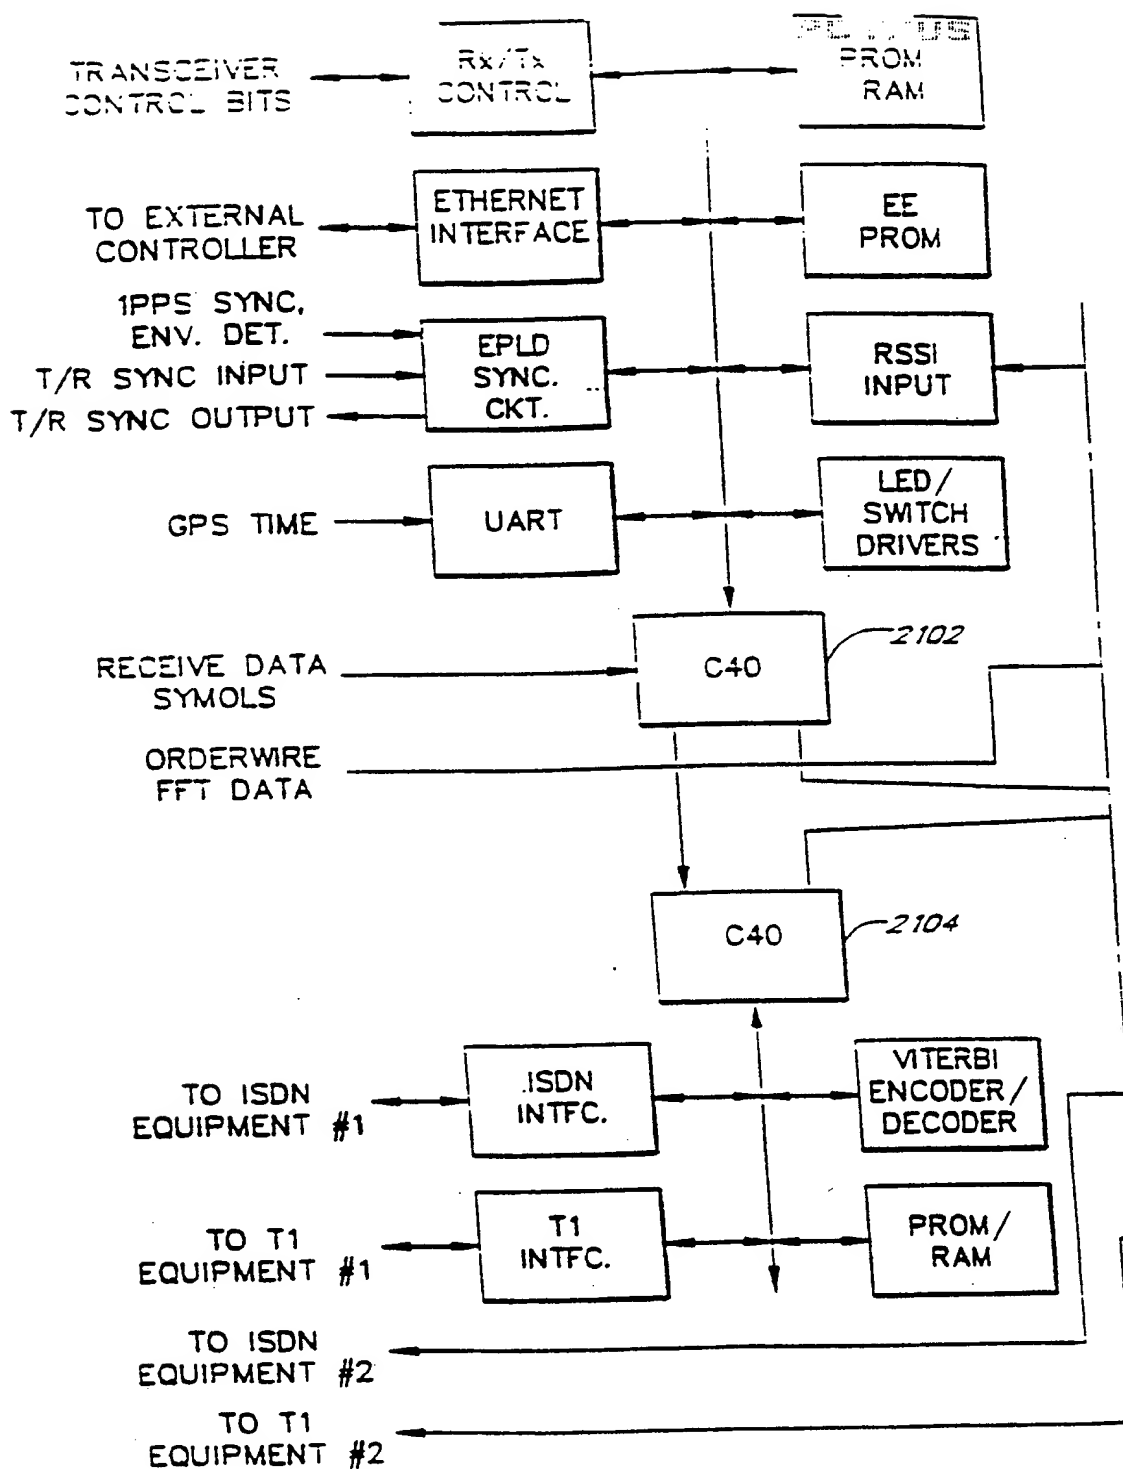 TRANSCEIVER
CONTROL BITS
Rx/Tx
CONTROL
PROM
RAM
TO EXTERNAL
CONTROLLER
ETHERNET
INTERFACE
EE
PROM
1PPS SYNC,
ENV. DET.
T/R SYNC INPUT
T/R SYNC OUTPUT
EPLD
SYNC.
CKT.
RSSI
INPUT
GPS TIME
UART
LED/
SWITCH
DRIVERS
RECEIVE DATA
SYMOLS
C40
2102
ORDERWIRE
FFT DATA
C40
2104
TO ISDN
EQUIPMENT #1
ISDN
INTFC.
VITERBI
ENCODER/
DECODER
TO T1
EQUIPMENT #1
T1
INTFC.
PROM/
RAM
TO ISDN
EQUIPMENT #2
TO T1
EQUIPMENT #2